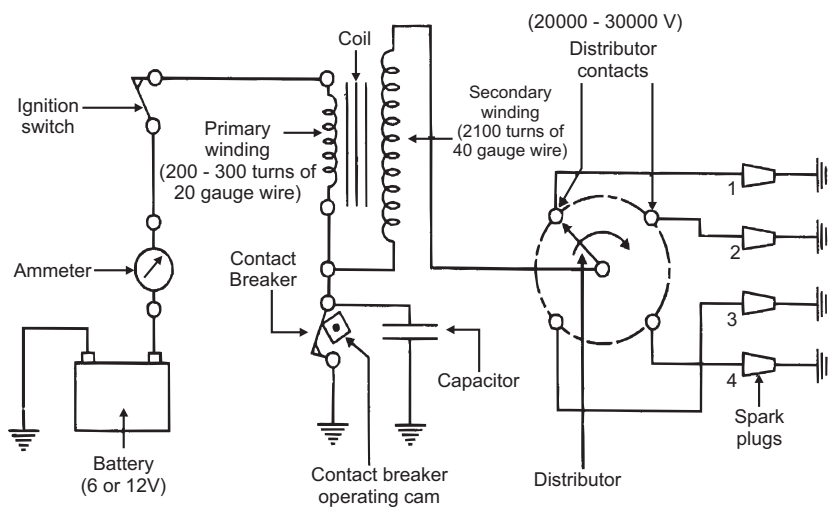 (20000 - 30000 V)
Distributor
contacts
Coil
Ignition
switch
Primary
winding
(200 - 300 turns of
20 gauge wire)
Secondary
winding
(2100 turns of
40 gauge wire)
1
2
3
4
Ammeter
Contact
Breaker
Capacitor
Spark
plugs
Battery
(6 or 12V)
Contact breaker
operating cam
Distributor